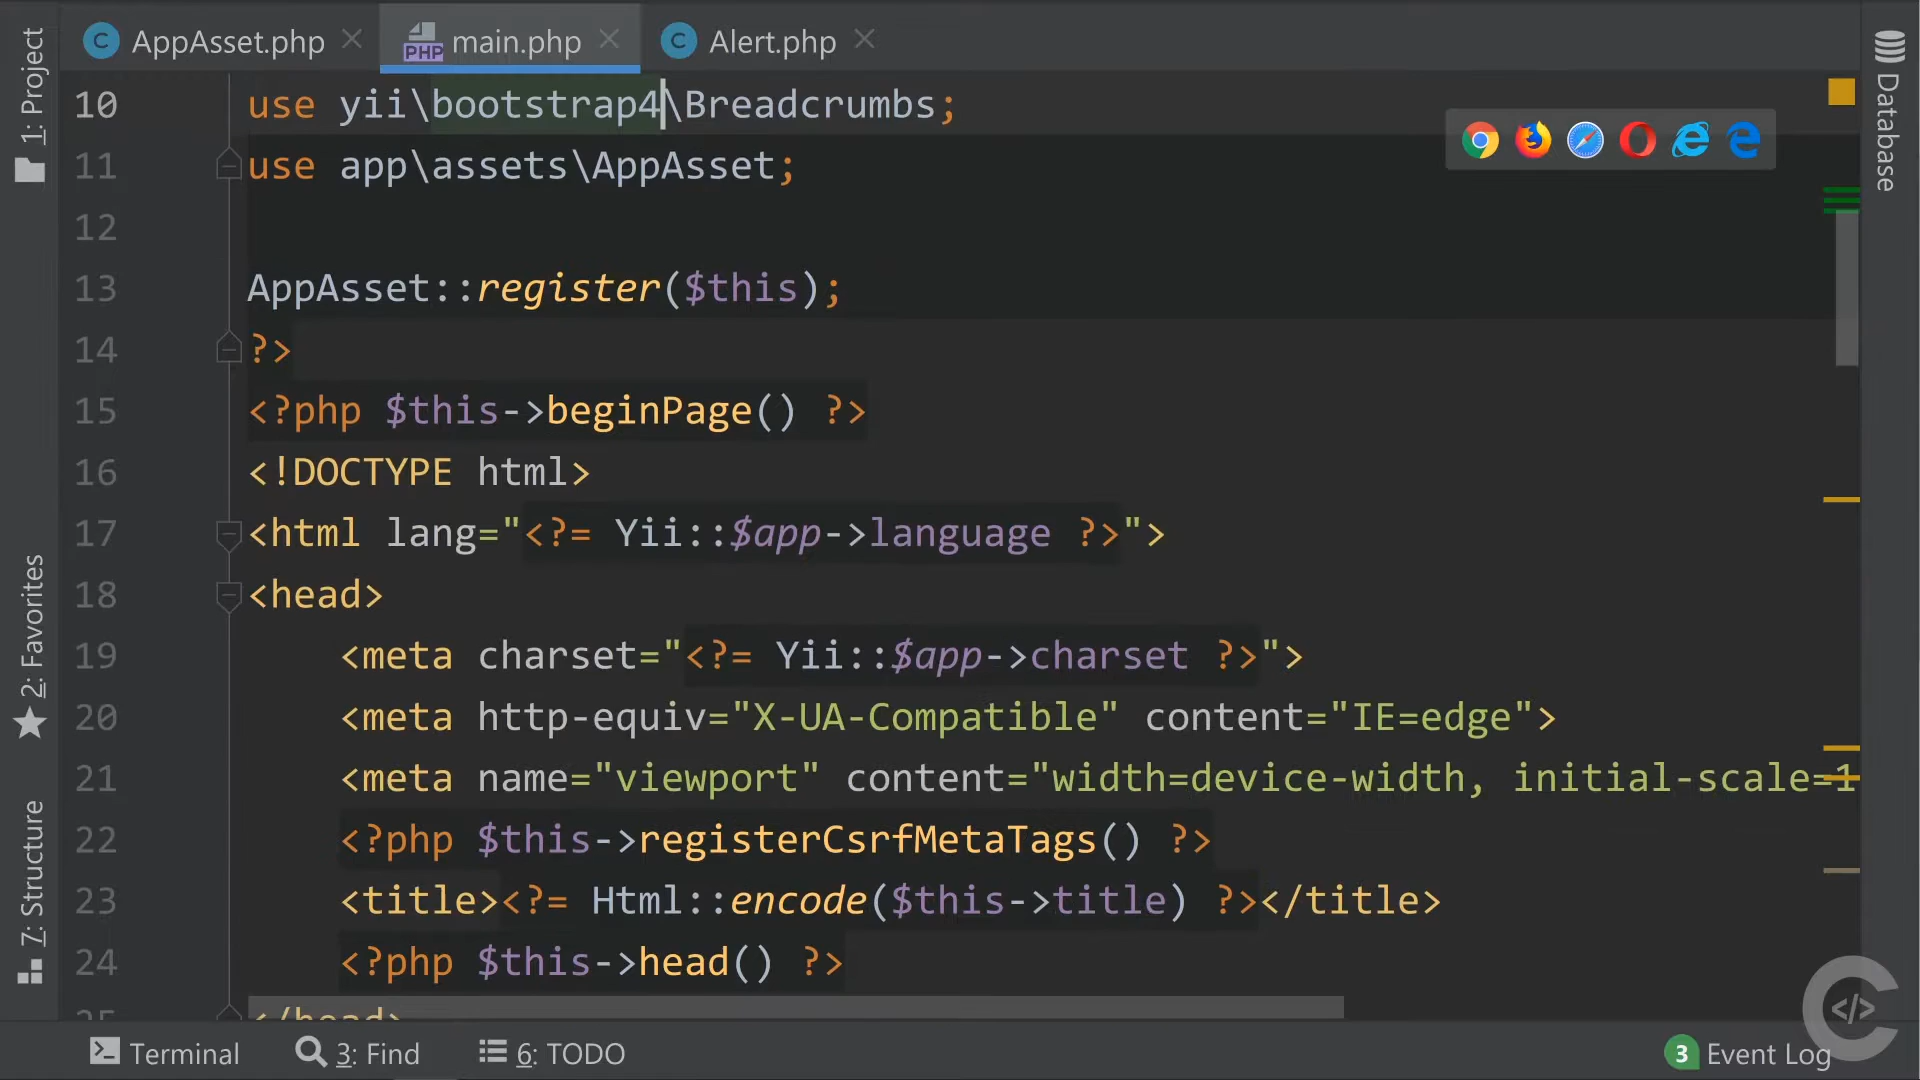 AppAsset.php
main.php
Alert.php
1: Project
2: Favorites
7: Structure
Database
10 use yii\bootstrap4\Breadcrumbs;
11 use app\assets\AppAsset;
12
13 AppAsset::register($this);
14 ?>
15 <?php $this->beginPage() ?>
16 <!DOCTYPE html>
17 <html lang="<?= Yii::$app->language ?>">
18 <head>
19 <meta charset="<?= Yii::$app->charset ?>">
20 <meta http-equiv="X-UA-Compatible" content="IE=edge">
21 <meta name="viewport" content="width=device-width, initial-scale=1
22 <?php $this->registerCsrfMetaTags() ?>
23 <title><?= Html::encode($this->title) ?></title>
24 <?php $this->head() ?>
25 </head>
Terminal
3: Find
6: TODO
3 Event Log
</>